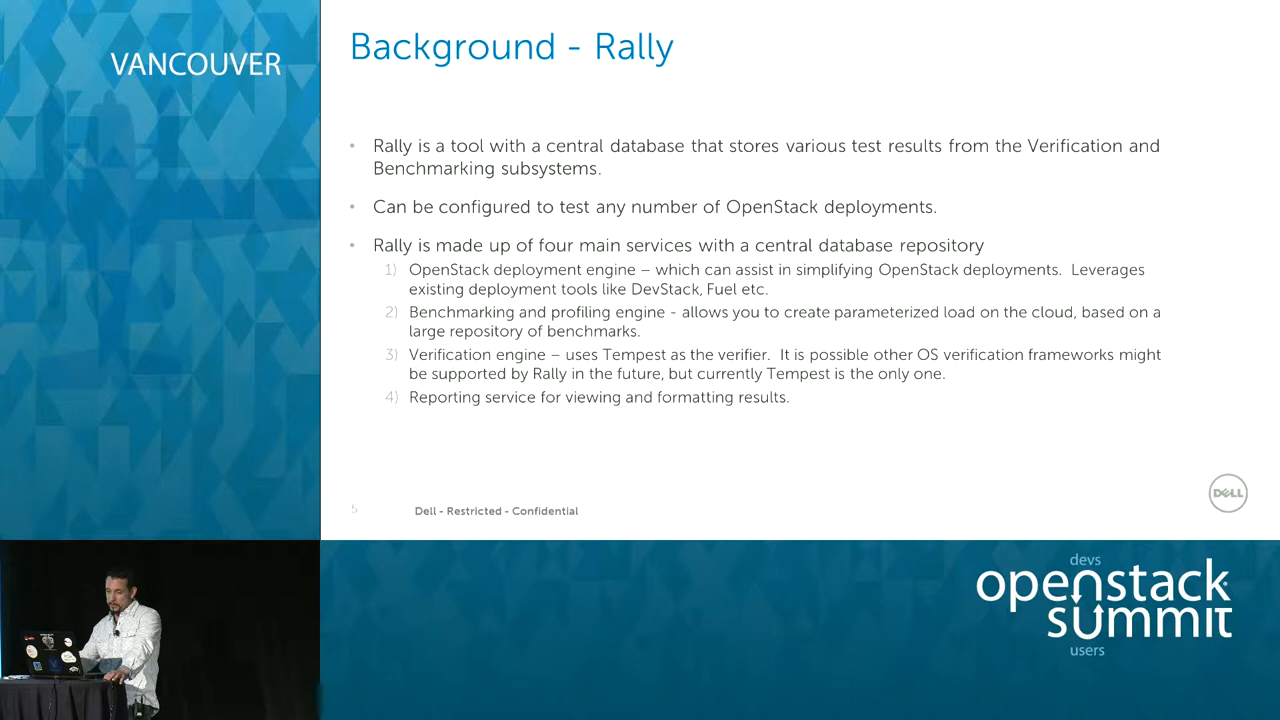 VANCOUVER
Background - Rally
• Rally is a tool with a central database that stores various test results from the Verification and
Benchmarking subsystems.
• Can be configured to test any number of OpenStack deployments.
• Rally is made up of four main services with a central database repository
1) OpenStack deployment engine – which can assist in simplifying OpenStack deployments. Leverages
existing deployment tools like DevStack, Fuel etc.
2) Benchmarking and profiling engine - allows you to create parameterized load on the cloud, based on a
large repository of benchmarks.
3) Verification engine – uses Tempest as the verifier. It is possible other OS verification frameworks might
be supported by Rally in the future, but currently Tempest is the only one.
4) Reporting service for viewing and formatting results.
DELL
5 Dell - Restricted - Confidential
devs
openstack
summit
users